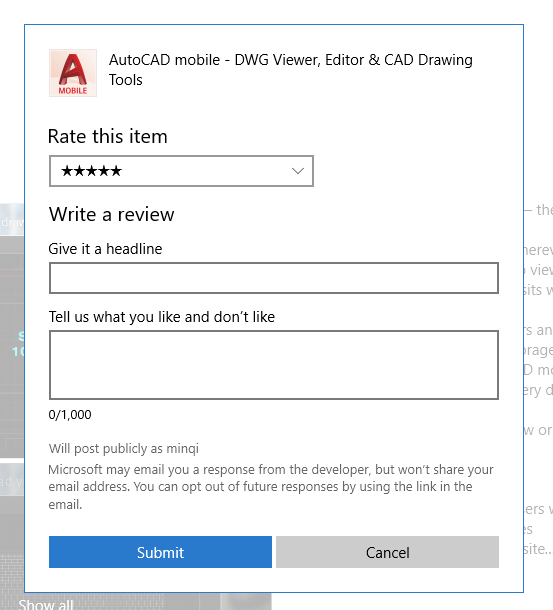 AutoCAD mobile - DWG Viewer, Editor & CAD Drawing
Tools
MOBILE
Rate this item
★★★★★
Write a review
Give it a headline
Tell us what you like and don't like
0/1,000
Will post publicly as minqi
Microsoft may email you a response from the developer, but won't share your
email address. You can opt out of future responses by using the link in the
email.
Submit
Cancel
Show all